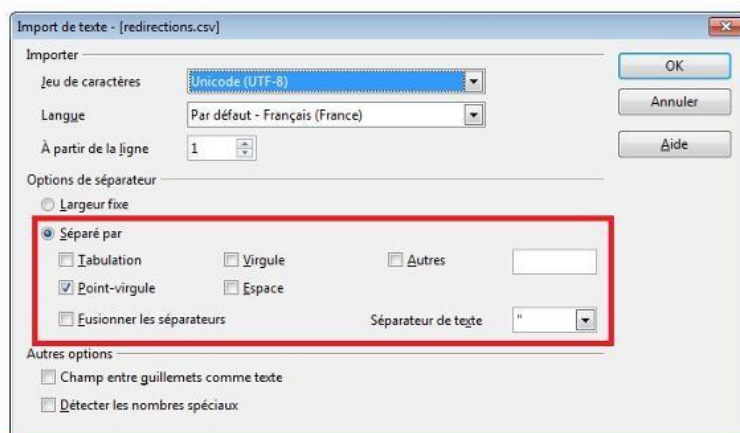 Import de texte - [redirections.csv]
Importer
Jeu de caractères Unicode (UTF-8)
OK
Langue Par défaut - Français (France)
Annuler
À partir de la ligne 1
Aide
Options de séparateur
Largeur fixe
Séparé par
Tabulation Virgule Autres
Point-virgule Espace
Fusionner les séparateurs Séparateur de texte "
Autres options
Champ entre guillemets comme texte
Détecter les nombres spéciaux